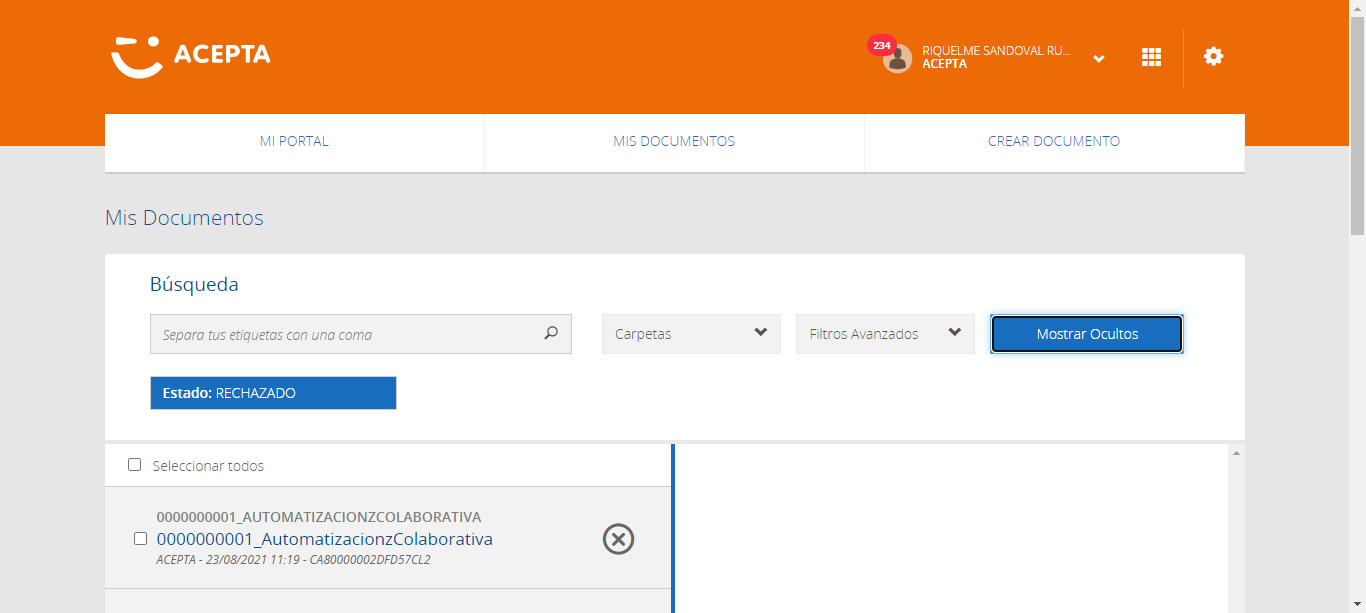 ACEPTA
234
RIQUELME SANDOVAL RU...
ACEPTA
MI PORTAL
MIS DOCUMENTOS
CREAR DOCUMENTO
Mis Documentos
Búsqueda
Separa tus etiquetas con una coma
Carpetas
Filtros Avanzados
Mostrar Ocultos
Estado: RECHAZADO
Seleccionar todos
0000000001_AUTOMATIZACIONZCOLABORATIVA
0000000001_AutomatizacionzColaborativa
ACEPTA - 23/08/2021 11:19 - CA80000002DFD57CL2